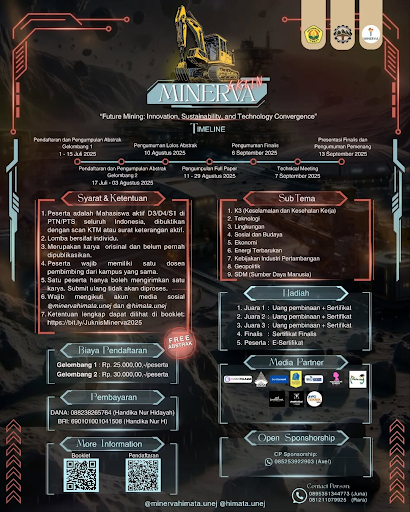 MINERVA
KTIN
"Future Mining: Innovation, Sustainability, and Technology Convergence"
TIMELINE
Pendaftaran dan Pengumpulan Abstrak
Gelombang 1
1 - 15 Juli 2025
Pengumuman Lolos Abstrak
10 Agustus 2025
Pengumuman Finalis
6 September 2025
Presentasi Finalis dan
Pengumuman Pemenang
13 September 2025
Pendaftaran dan Pengumpulan Abstrak
Gelombang 2
17 Juli - 03 Agustus 2025
Pengumpulan Full Paper
11 - 29 Agustus 2025
Technical Meeting
7 September 2025
Syarat & Ketentuan
1. Peserta adalah Mahasiswa aktif D3/D4/S1 di
PTN/PTS seluruh Indonesia, dibuktikan
dengan scan KTM atau surat keterangan aktif.
2. Lomba bersifat individu.
3. Merupakan karya orisinal dan belum pernah
dipublikasikan.
4. Peserta wajib memiliki satu dosen
pembimbing dari kampus yang sama.
5. Satu peserta hanya boleh mengirimkan satu
karya. Submit ulang tidak akan diproses.
6. Wajib mengikuti akun media sosial
@minervahimata.unej dan @himata.unej
7. Ketentuan lengkap dapat dilihat di booklet:
https://bit.ly/JuknisMinerva2025
Sub Tema
1. K3 (Keselamatan dan Kesehatan Kerja)
2. Teknologi
3. Lingkungan
4. Sosial dan Budaya
5. Ekonomi
6. Energi Terbarukan
7. Kebijakan Industri Pertambangan
8. Geopolitik
9. SDM (Sumber Daya Manusia)
Hadiah
1. Juara 1 : Uang pembinaan + Sertifikat
2. Juara 2 : Uang pembinaan + Sertifikat
3. Juara 3 : Uang pembinaan + Sertifikat
4. Finalis : Sertifikat Finalis
5. Peserta : E-Sertifikat
FREE
ABSTRAK
Biaya Pendaftaran
Gelombang 1 : Rp. 25.000,00,-/peserta
Gelombang 2 : Rp. 30.000,00,-/peserta
Media Partner
Pembayaran
DANA: 088238265764 (Handika Nur Hidayah)
BRI: 690101001041508 (Handika Nur H)
More Information
Booklet
Pendaftaran
Open Sponshorship
CP Sponsorship:
085253922903 (Axel)
Contact Person
0895351344773 (Juna)
081211079925 (Rara)
@minervahimata.unej @himata.unej